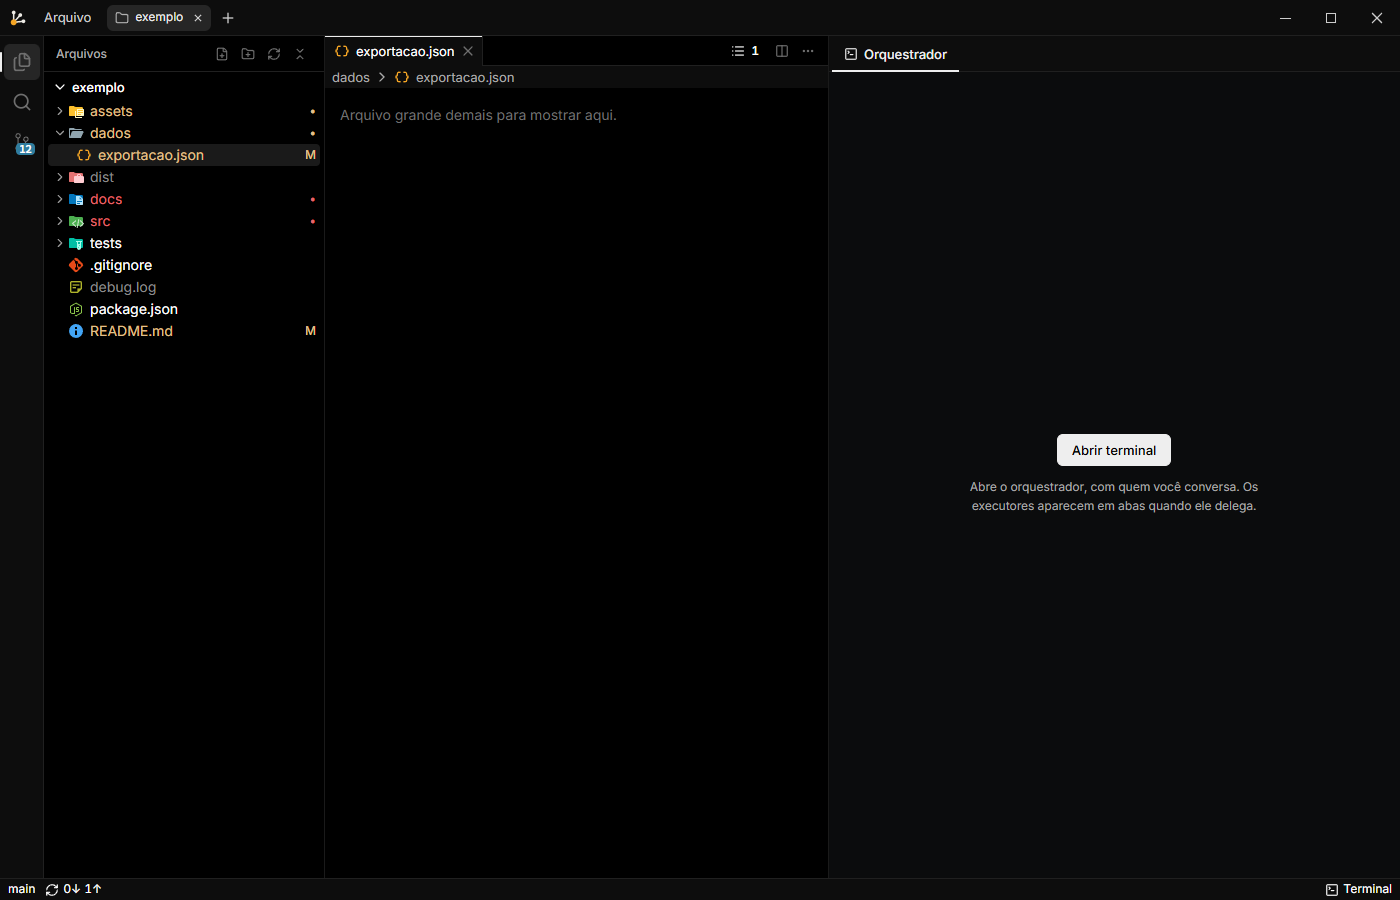 Arquivo
exemplo
Arquivos
exportacao.json
1
Orquestrador
dados
exportacao.json
exemplo
assets
dados
exportacao.json M
dist
docs
src
tests
.gitignore
debug.log
package.json
README.md M
12
Arquivo grande demais para mostrar aqui.
Abrir terminal
Abre o orquestrador, com quem você conversa. Os
executores aparecem em abas quando ele delega.
main 0↓ 1↑
Terminal